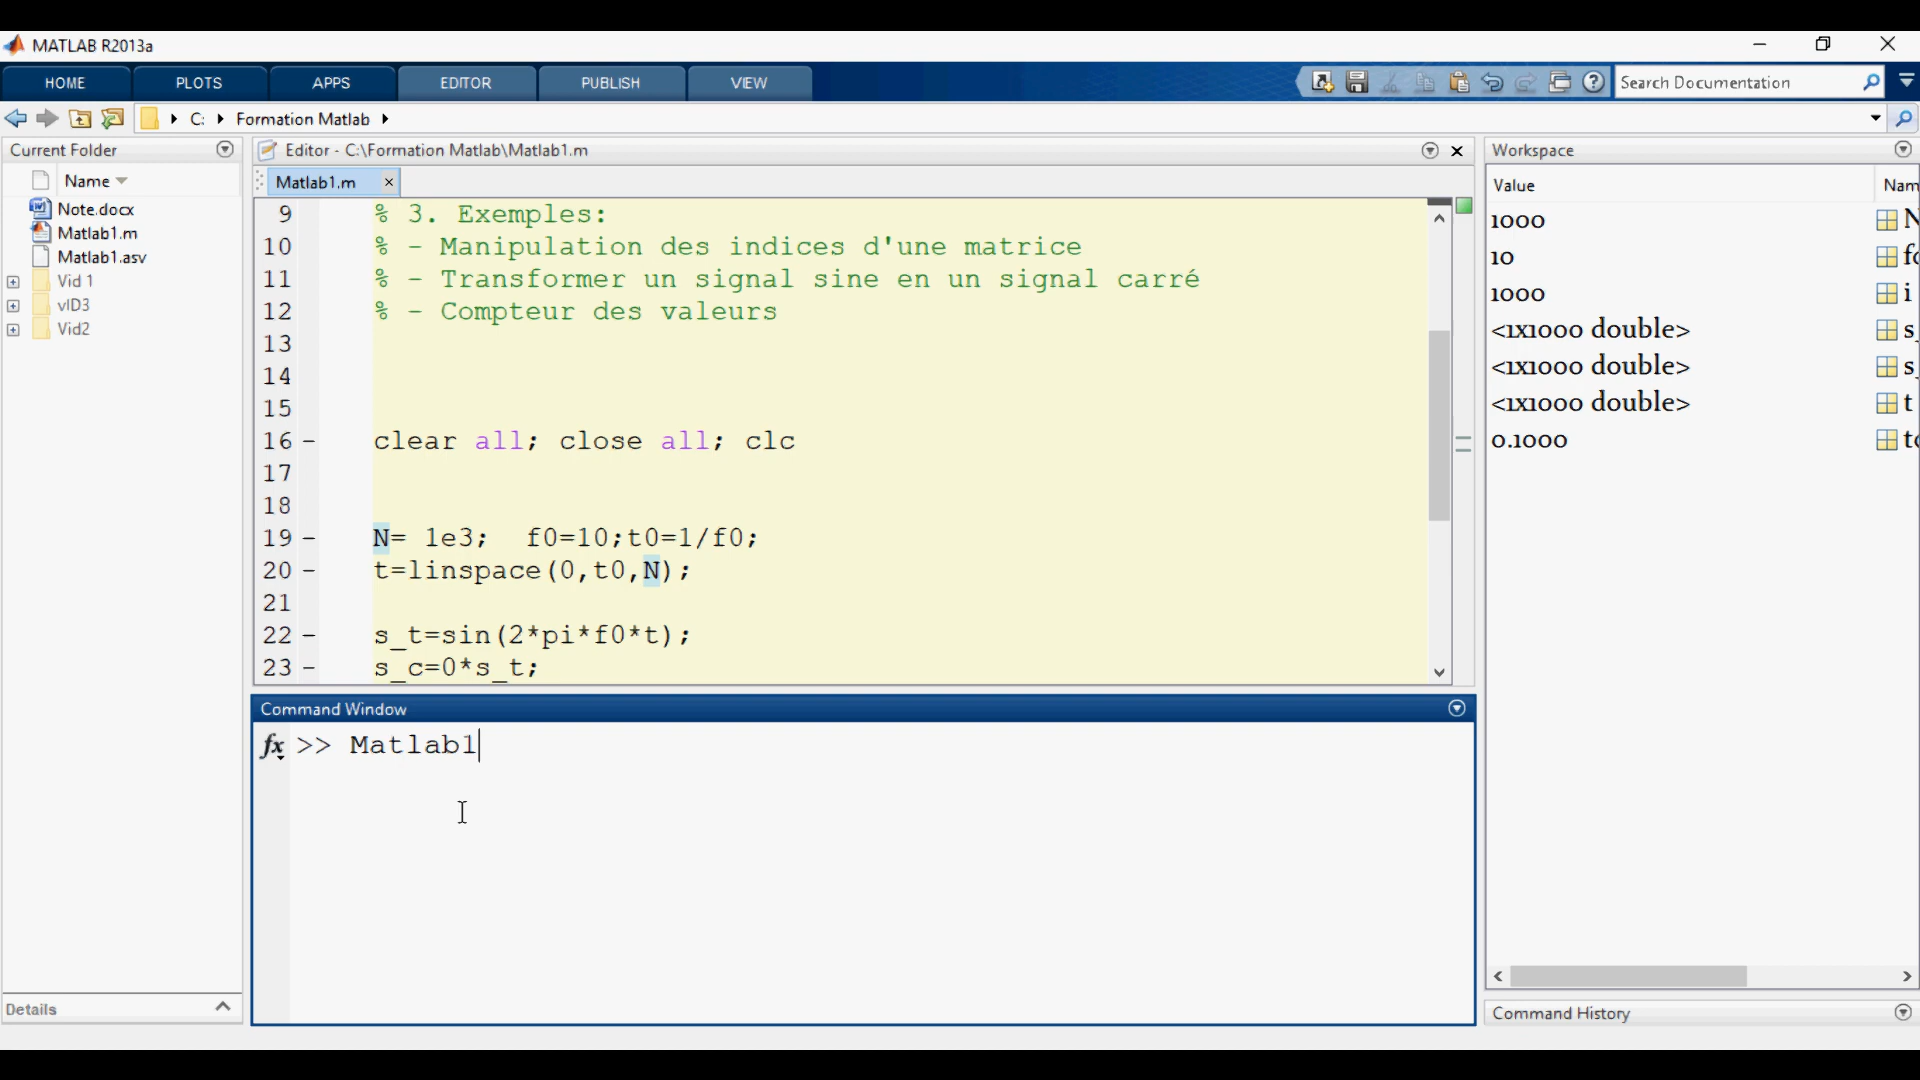 MATLAB R2013a
HOME PLOTS APPS EDITOR PUBLISH VIEW Search Documentation
C: Formation Matlab
Current Folder
Name
Note.docx
Matlab1.m
Matlab1.asv
Vid 1
vID3
Vid2
Details
Editor - C:\Formation Matlab\Matlab1.m
Matlab1.m
9 % 3. Exemples:
10 % - Manipulation des indices d'une matrice
11 % - Transformer un signal sine en un signal carré
12 % - Compteur des valeurs
13
14
15
16 - clear all; close all; clc
17
18
19 - N= 1e3; f0=10;t0=1/f0;
20 - t=linspace(0,t0,N);
21
22 - s_t=sin(2*pi*f0*t);
23 - s_c=0*s_t;
Command Window
fx >> Matlab1
Workspace
Value Nam
1000 N
10 f0
1000 i
<1x1000 double> s_
<1x1000 double> s_
<1x1000 double> t
0.1000 t0
Command History